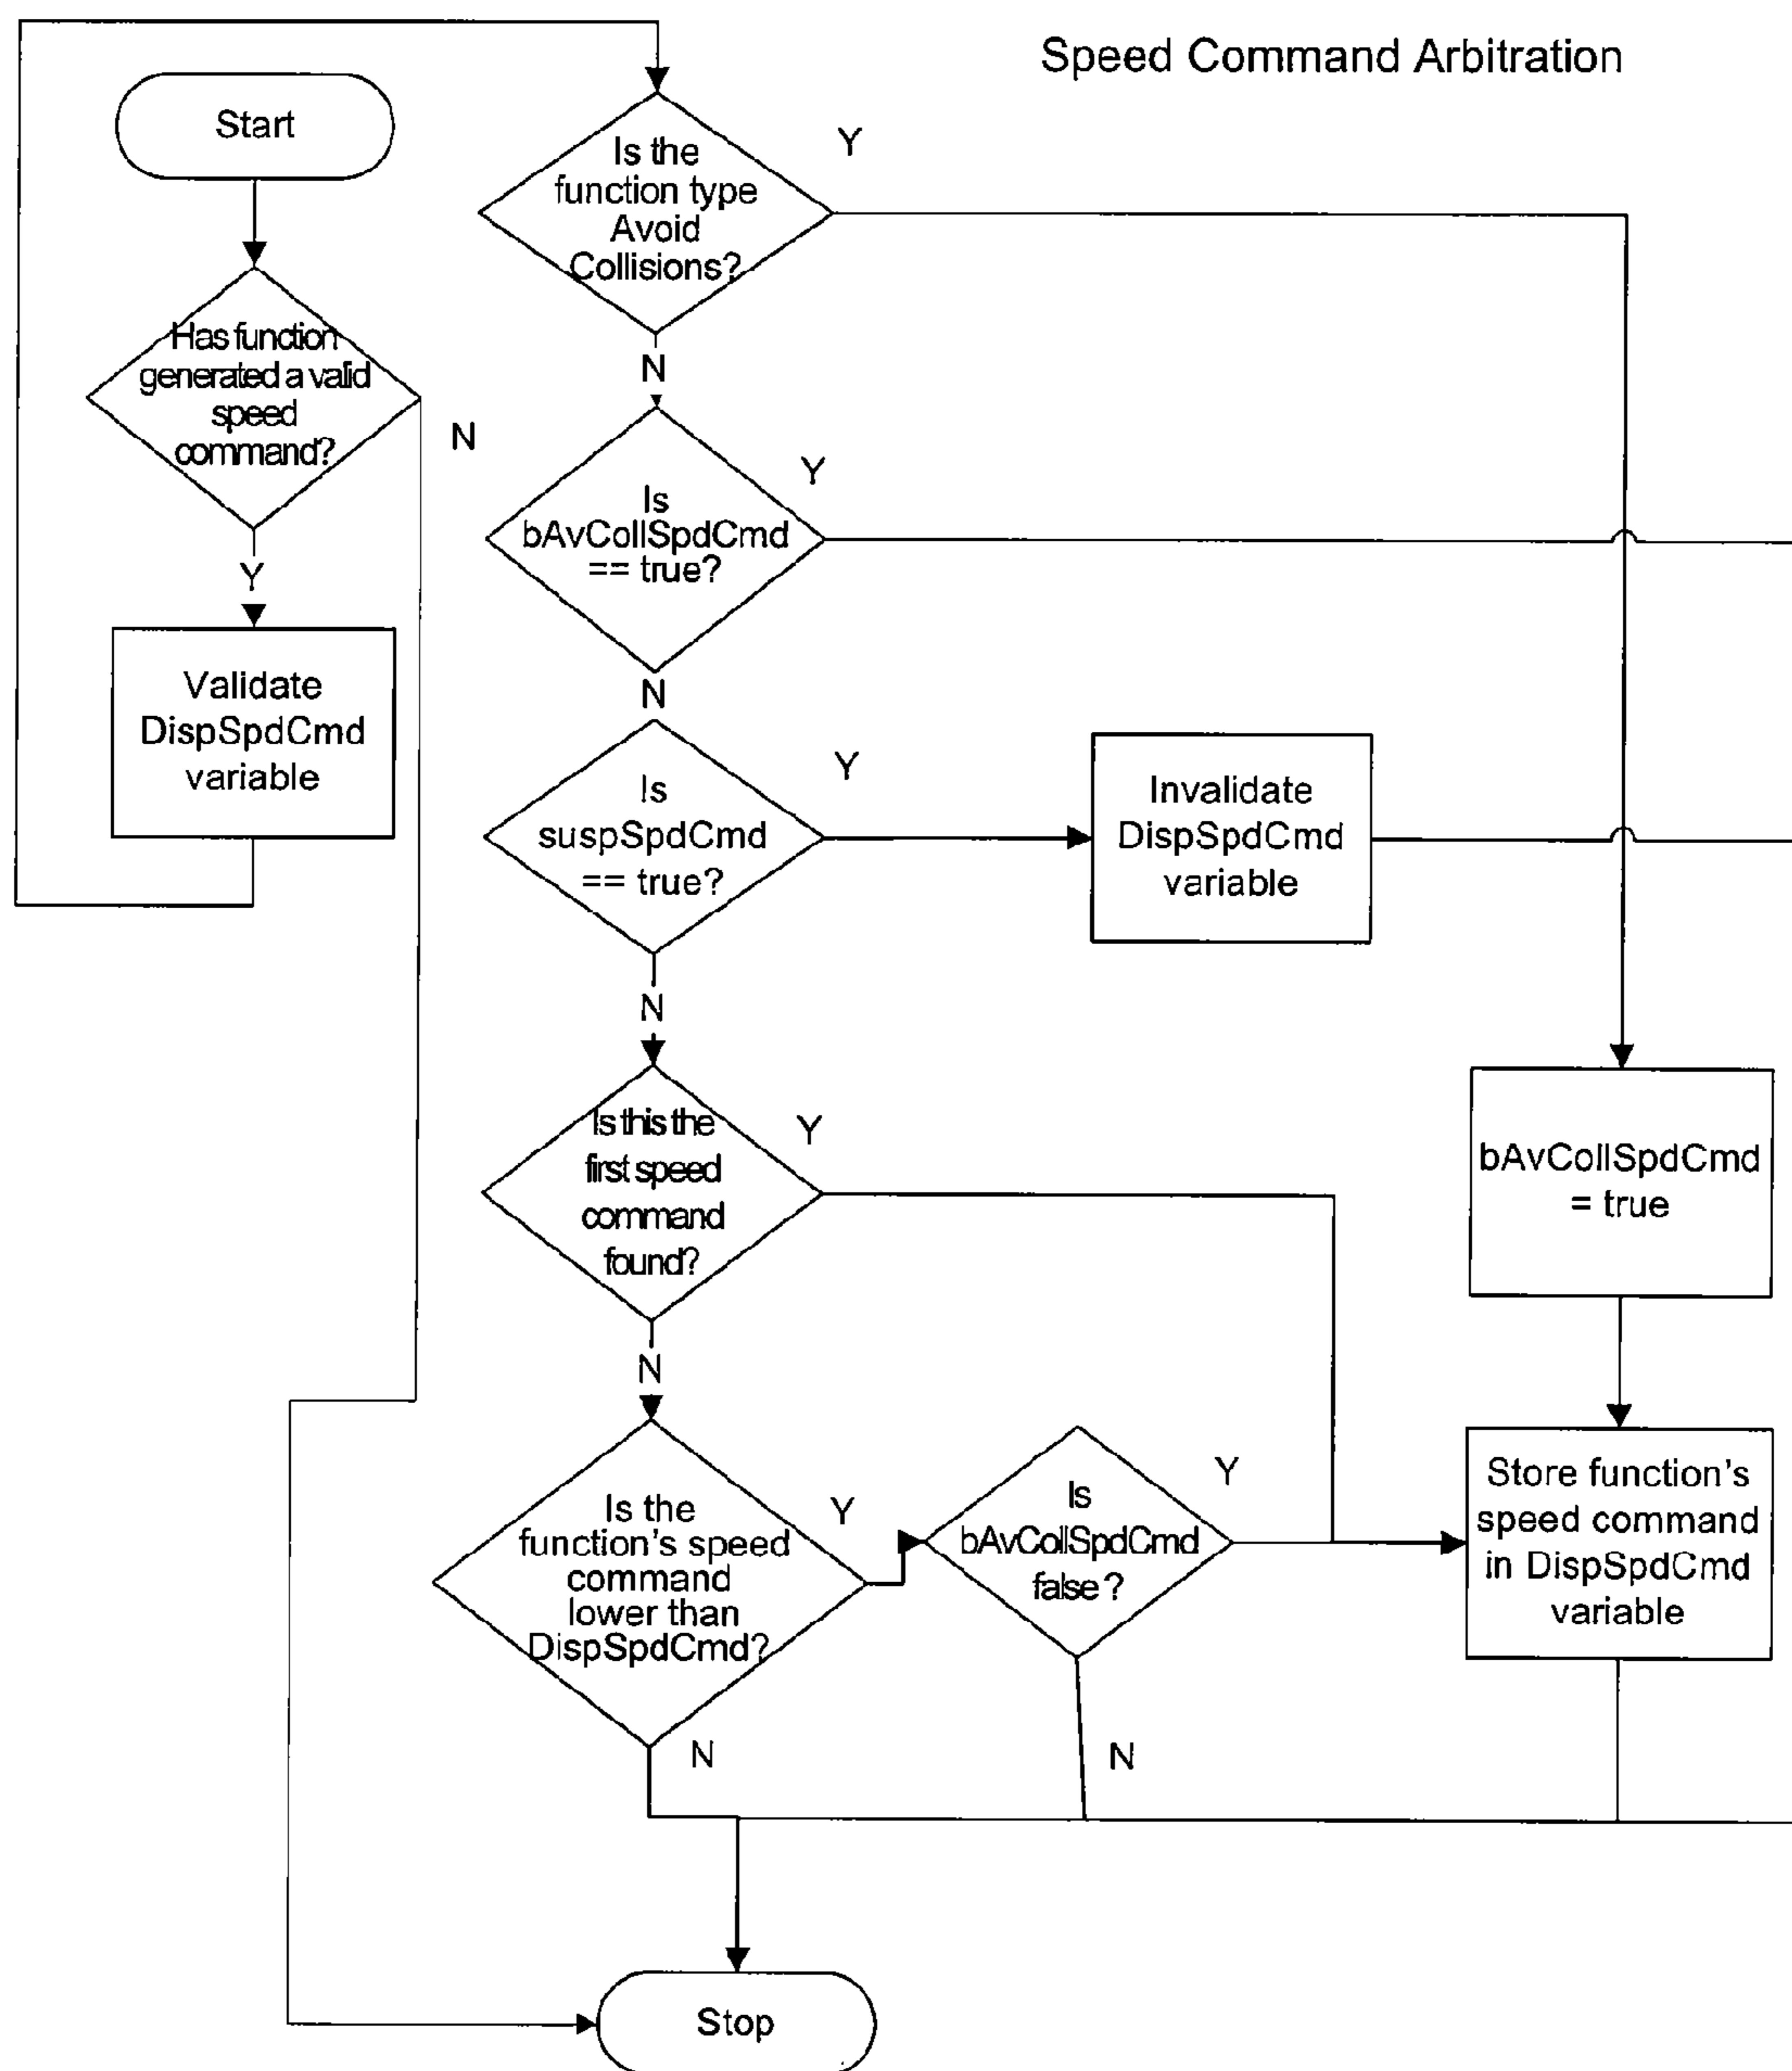 Speed Command Arbitration
Start
Has function
generated a valid
speed
command?
N
Y
Validate
DispSpdCmd
variable
Is the
function type
Avoid
Collisions?
Y
N
Is
bAvCollSpdCmd
== true?
Y
N
Is
suspSpdCmd
== true?
Y
Invalidate
DispSpdCmd
variable
N
Is this the
first speed
command
found?
Y
bAvCollSpdCmd
= true
N
Is the
function's speed
command
lower than
DispSpdCmd?
Y
Is
bAvCollSpdCmd
false?
Y
Store function's
speed command
in DispSpdCmd
variable
N
N
Stop